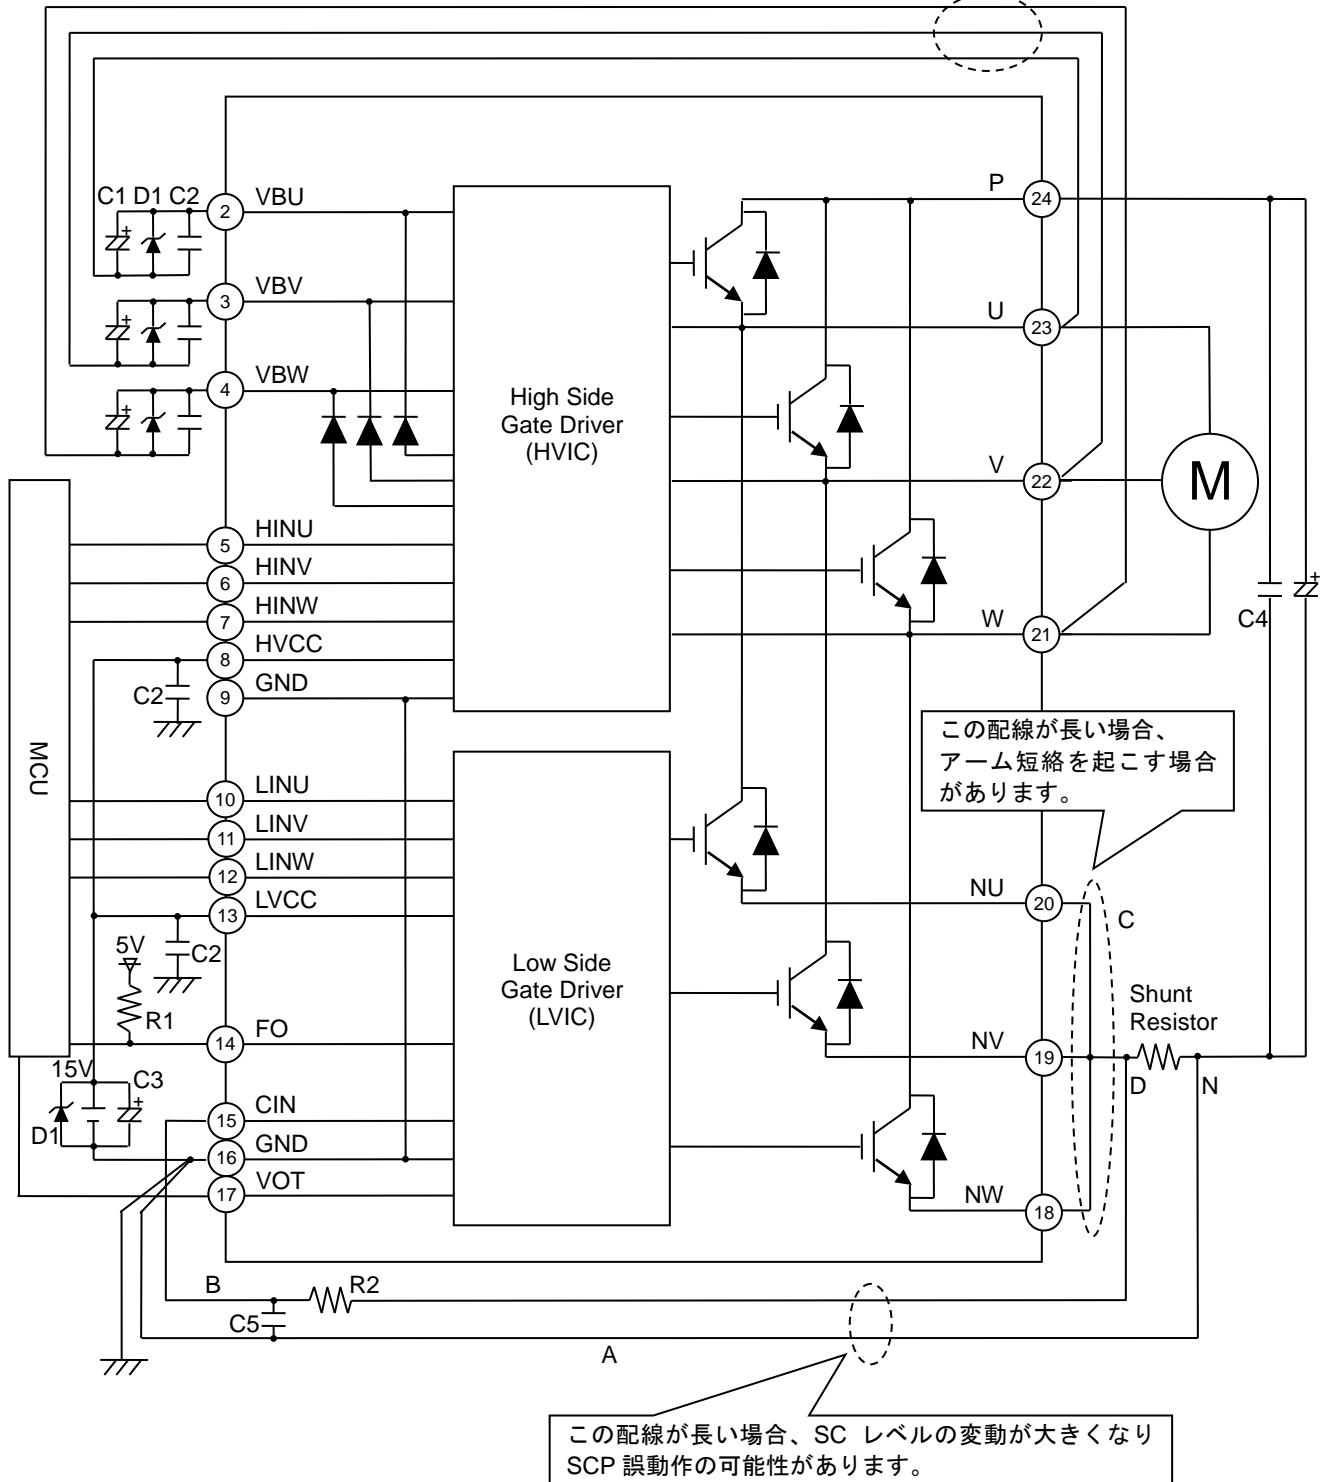 C1 D1 C2
2 VBU
3 VBV
4 VBW
MCU
5 HINU
6 HINV
7 HINW
8 HVCC
C2
9 GND
10 LINU
11 LINV
12 LINW
13 LVCC
C2
5V
R1
14 FO
15V
C3
D1
15 CIN
16 GND
17 VOT
High Side
Gate Driver
(HVIC)
Low Side
Gate Driver
(LVIC)
P 24
U 23
V 22
W 21
M
C4
+
+
+
+
+
この配線が長い場合、
アーム短絡を起こす場合
があります。
NU 20
C
Shunt
Resistor
NV 19
D
N
NW 18
B
R2
C5
A
この配線が長い場合、SC レベルの変動が大きくなり
SCP 誤動作の可能性があります。